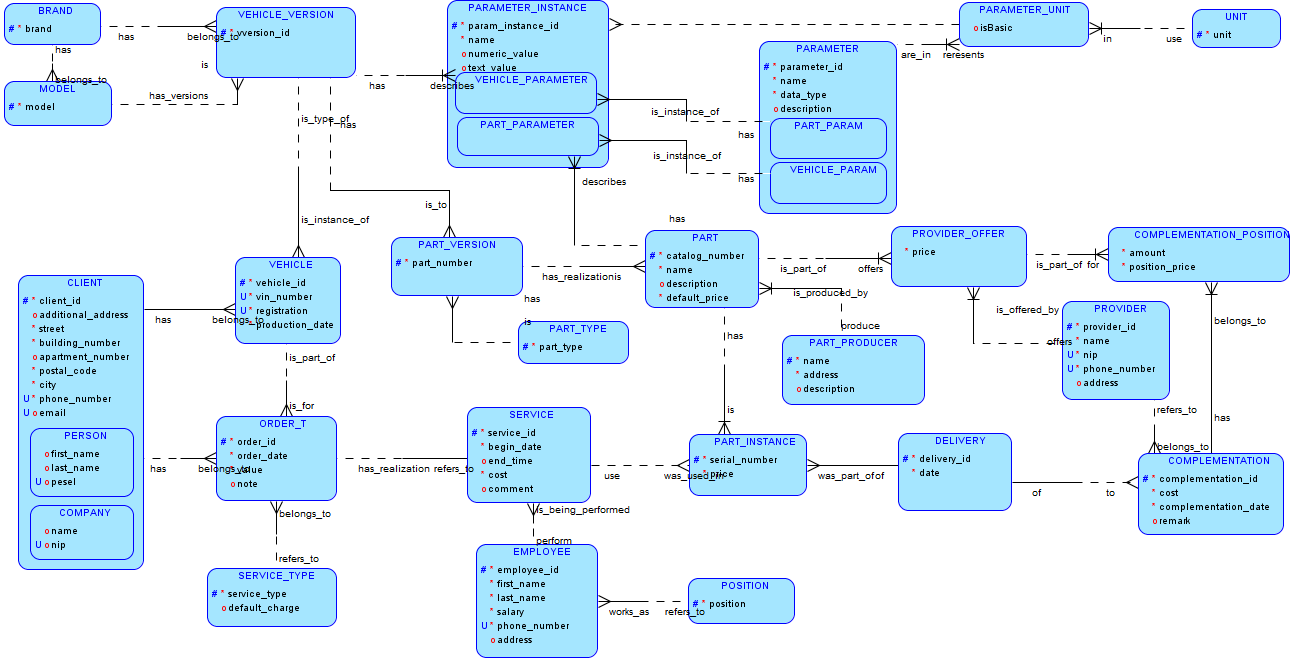 BRAND
# * brand
has
belongs_to
has
belongs_to
VEHICLE_VERSION
# * vversion_id
MODEL
# * model
has_versions
is
has
describes
PARAMETER_INSTANCE
# * param_instance_id
* name
o numeric_value
o text_value
VEHICLE_PARAMETER
PART_PARAMETER
is_instance_of
has
is_instance_of
has
PARAMETER
# * parameter_id
* name
* data_type
o description
PART_PARAM
VEHICLE_PARAM
are_in
reresents
PARAMETER_UNIT
o isBasic
in
use
UNIT
# * unit
is_type_of
has
is_instance_of
is_to
describes
has
CLIENT
# * client_id
o additional_address
* street
* building_number
o apartment_number
* postal_code
* city
U * phone_number
U o email
PERSON
o first_name
o last_name
U o pesel
COMPANY
o name
U o nip
has
belongs_to
VEHICLE
# * vehicle_id
U * vin_number
U * registration
* production_date
is_part_of
is_for
PART_VERSION
# * part_number
has_realization
is
has
is
PART_TYPE
# * part_type
PART
# * catalog_number
* name
o description
* default_price
is_part_of
offers
PROVIDER_OFFER
* price
is_part_of
for
COMPLEMENTATION_POSITION
* amount
* position_price
is_produced_by
produce
PART_PRODUCER
# * name
* address
o description
is_offered_by
offers
PROVIDER
# * provider_id
* name
U * nip
U * phone_number
o address
refers_to
belongs_to
belongs_to
has
has
is
ORDER_T
# * order_id
* order_date
* value
o note
has
belongs_to
has_realization
refers_to
SERVICE
# * service_id
* begin_date
o end_time
* cost
o comment
use
was_used_in
PART_INSTANCE
# * serial_number
* price
was_part_of
of
DELIVERY
# * delivery_id
* date
of
to
COMPLEMENTATION
# * complementation_id
* cost
* complementation_date
o remark
belongs_to
refers_to
SERVICE_TYPE
# * service_type
o default_charge
is_being_performed
perform
EMPLOYEE
# * employee_id
* first_name
* last_name
* salary
U * phone_number
o address
works_as
refers_to
POSITION
# * position